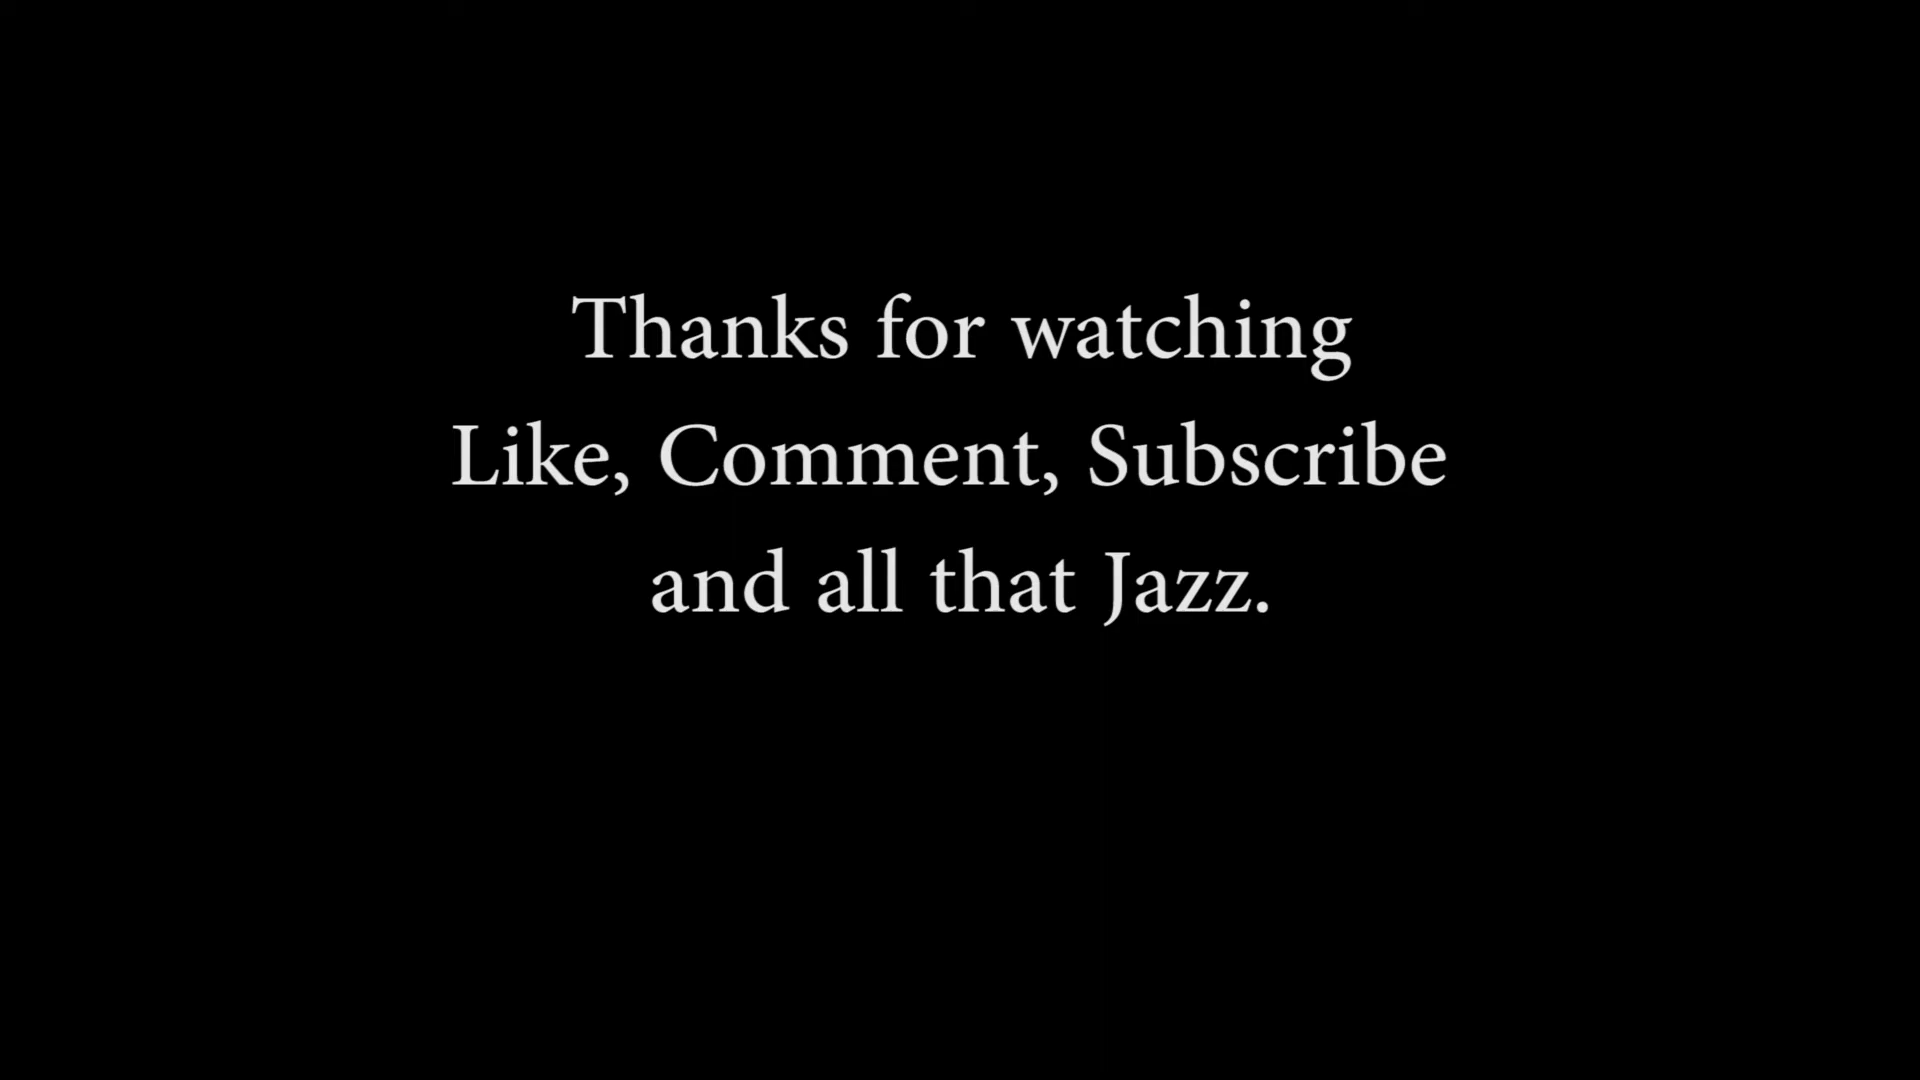 Thanks for watching
Like, Comment, Subscribe
and all that Jazz.